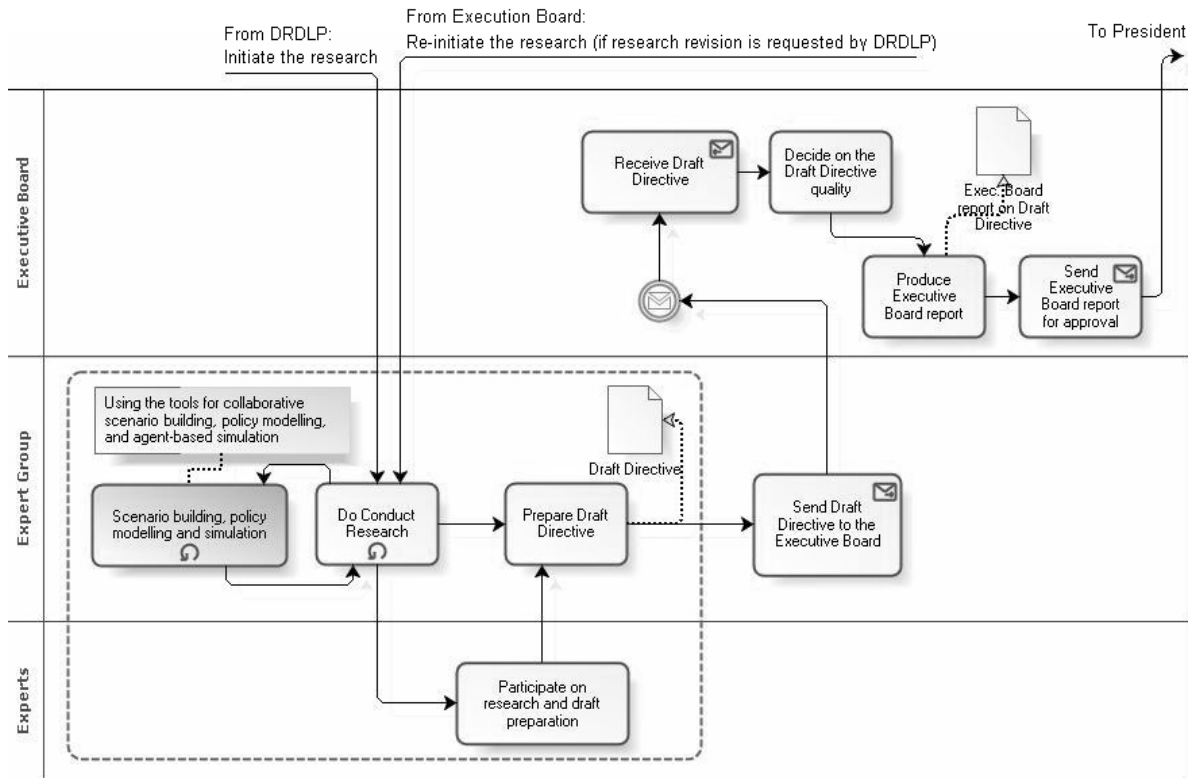 From DRDLP:
Initiate the research
From Execution Board:
Re-initiate the research (if research revision is requested by DRDLP)
To President
Executive Board
Receive Draft
Directive
Decide on the
Draft Directive
quality
Exec. Board
report on Draft
Directive
Produce
Executive
Board report
Send
Executive
Board report
for approval
Expert Group
Using the tools for collaborative
scenario building, policy modelling,
and agent-based simulation
Scenario building, policy
modelling and simulation
Do Conduct
Research
Prepare Draft
Directive
Draft Directive
Send Draft
Directive to the
Executive Board
Experts
Participate on
research and draft
preparation